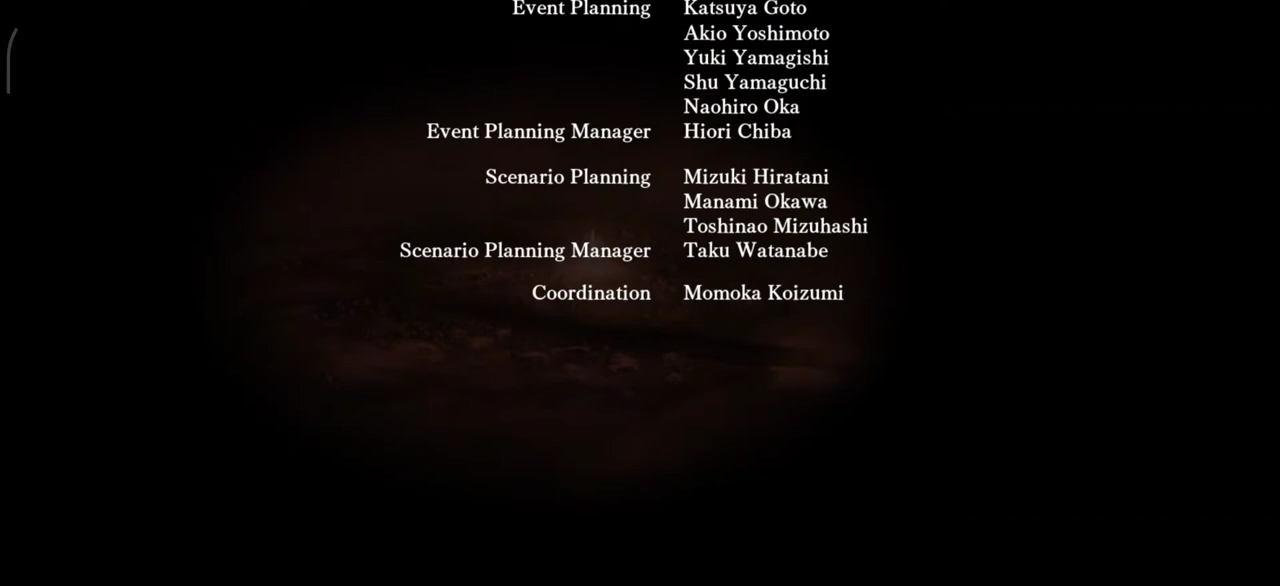 Event Planning Katsuya Goto
Akio Yoshimoto
Yuki Yamagishi
Shu Yamaguchi
Naohiro Oka
Event Planning Manager Hiori Chiba
Scenario Planning Mizuki Hiratani
Manami Okawa
Toshinao Mizuhashi
Scenario Planning Manager Taku Watanabe
Coordination Momoka Koizumi